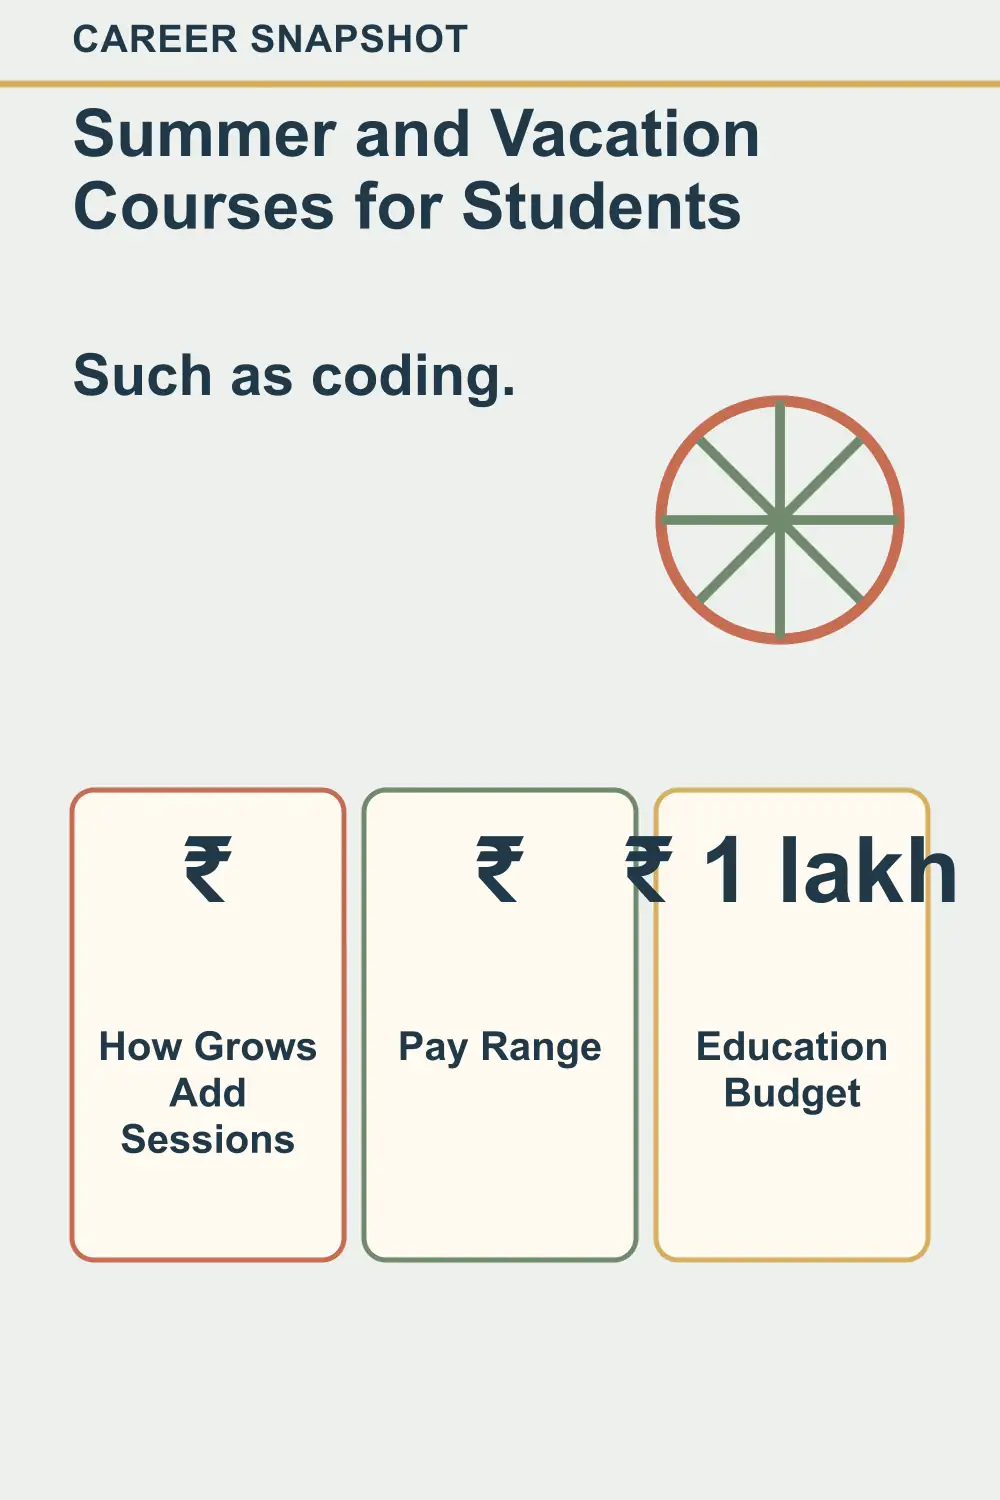 CAREER SNAPSHOT
Summer and Vacation
Courses for Students
Such as coding.
₹
How Grows
Add
Sessions
₹
Pay Range
₹ 1 lakh
Education
Budget